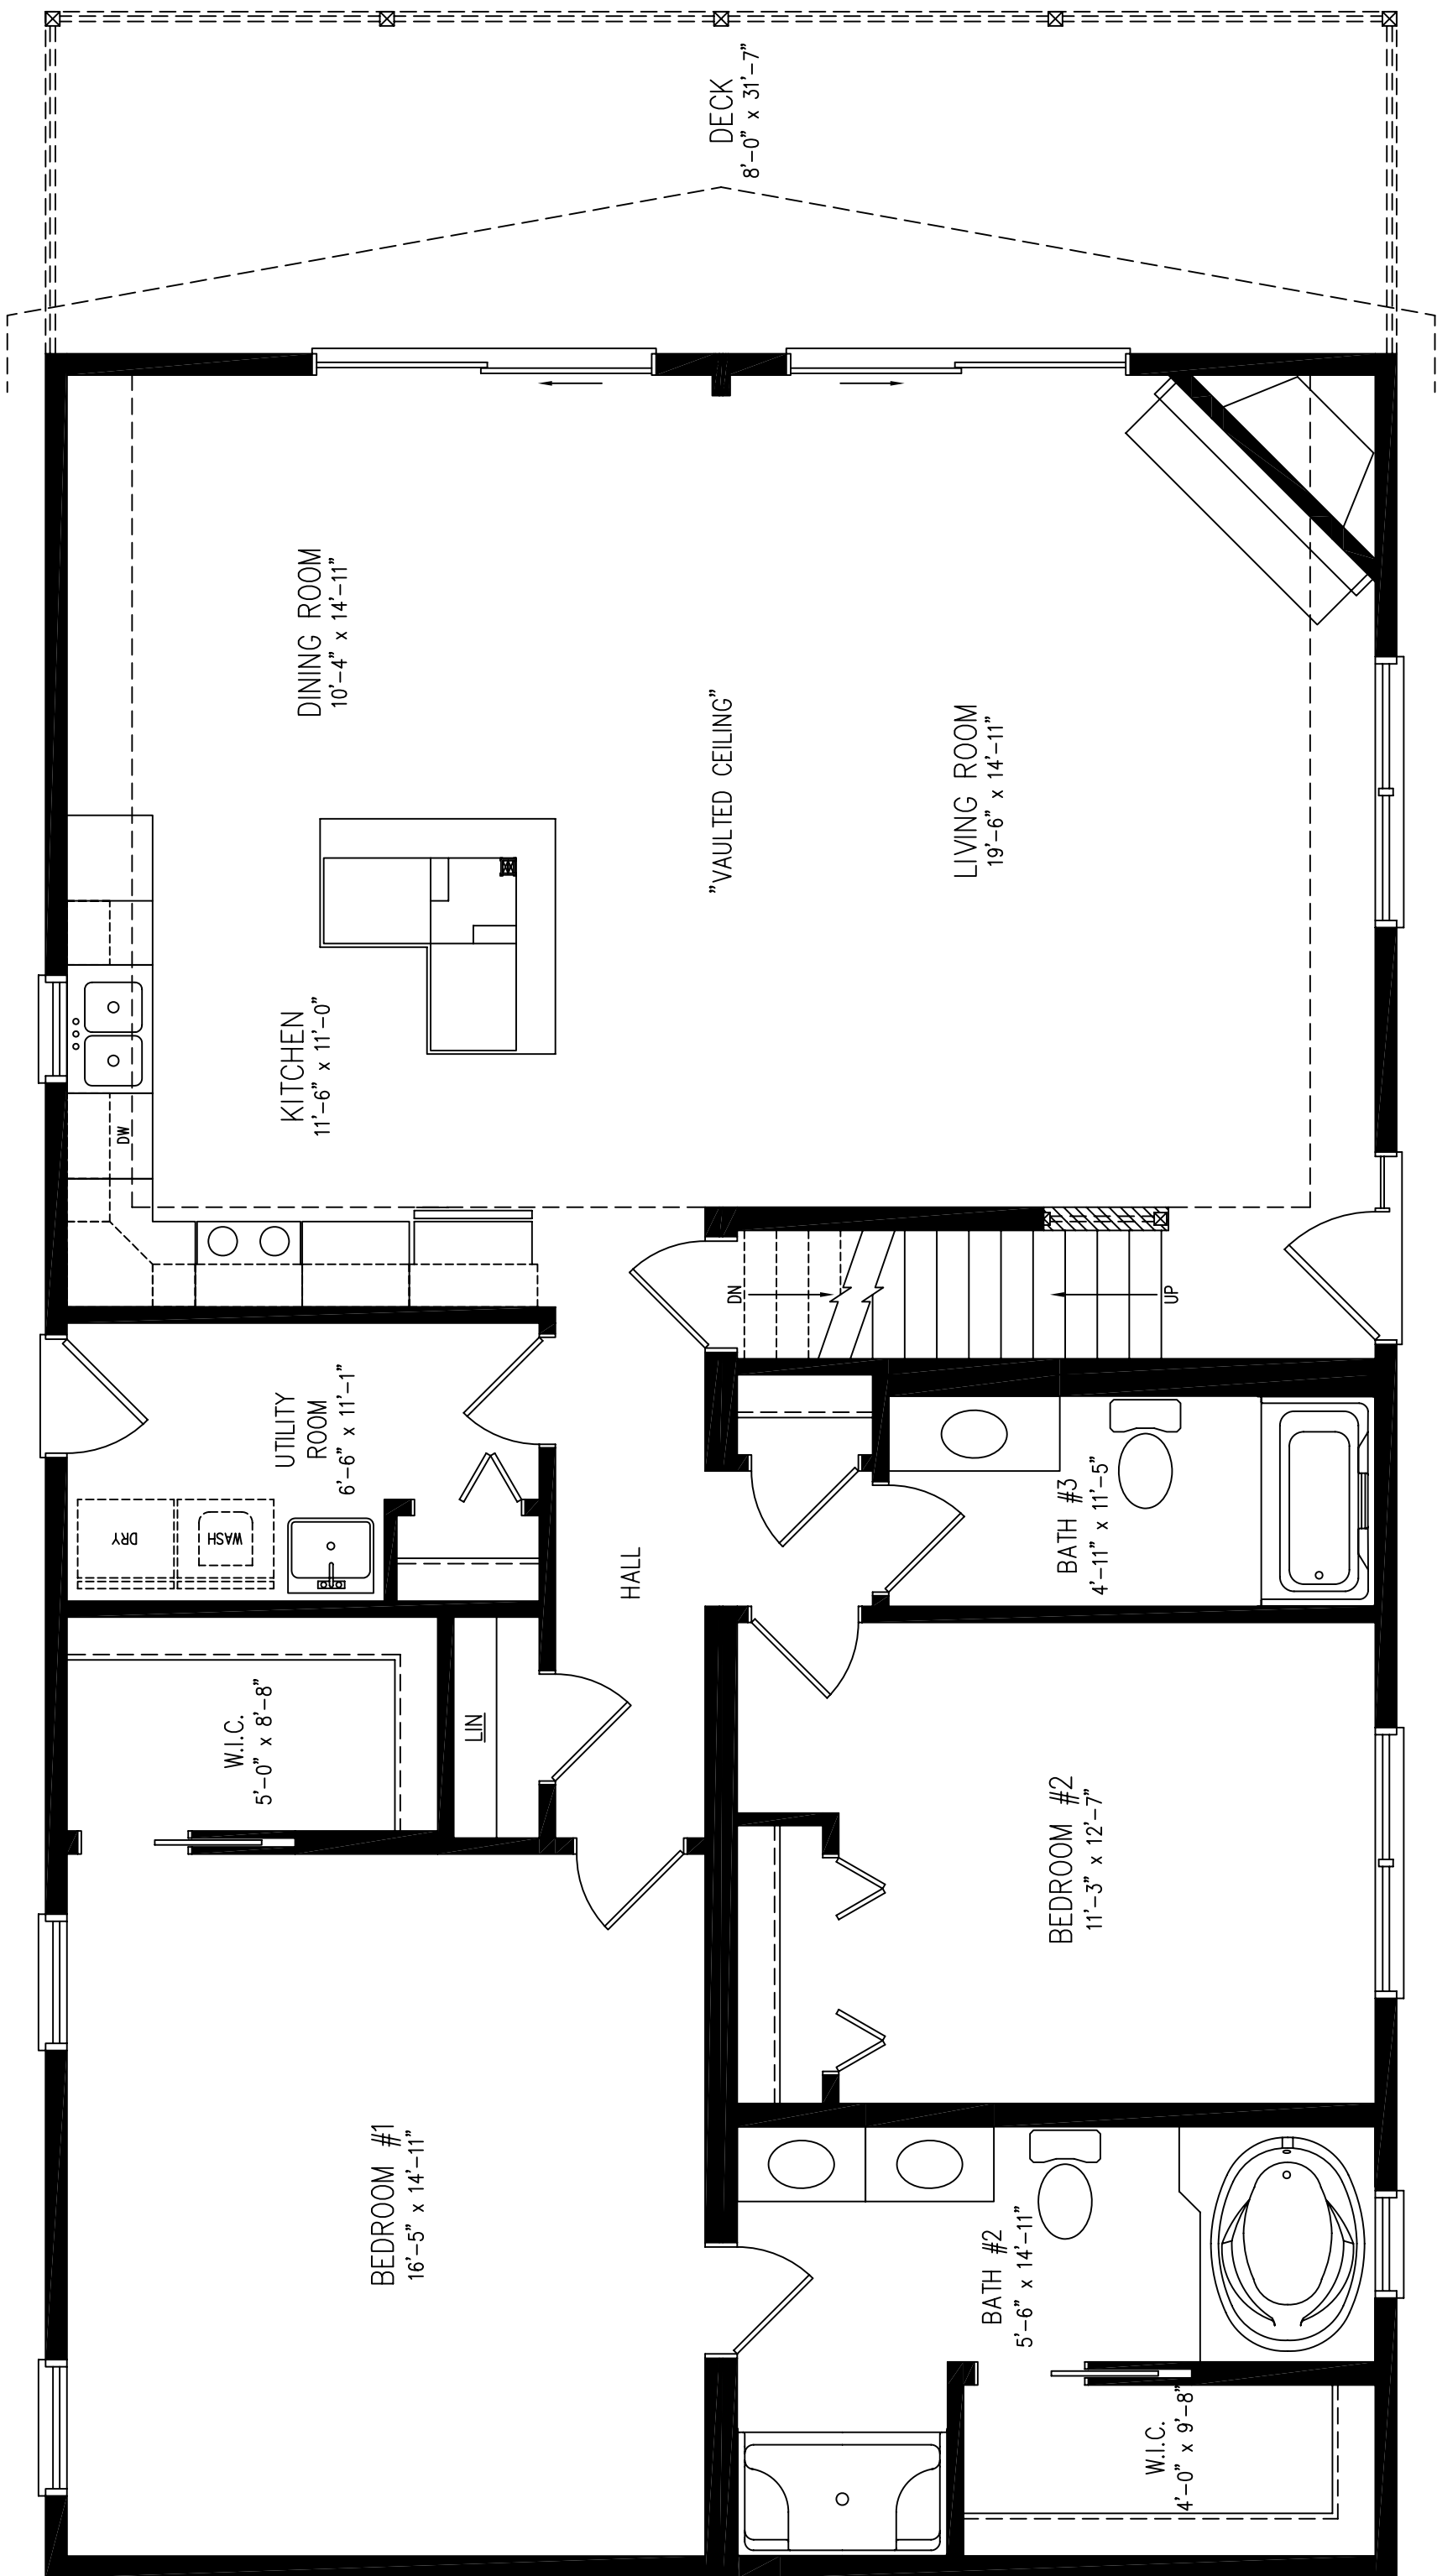 DECK
8'-0" x 31'-7"
DINING ROOM
10'-4" x 14'-11"
"VAULTED CEILING"
LIVING ROOM
19'-6" x 14'-11"
KITCHEN
11'-6" x 11'-0"
DW
DN
UP
UTILITY
ROOM
6'-6" x 11'-1"
DRY
WASH
HALL
BATH #3
4'-11" x 11'-5"
W.I.C.
5'-0" x 8'-8"
LIN
BEDROOM #2
11'-3" x 12'-7"
BEDROOM #1
16'-5" x 14'-11"
BATH #2
5'-6" x 14'-11"
W.I.C.
4'-0" x 9'-8"